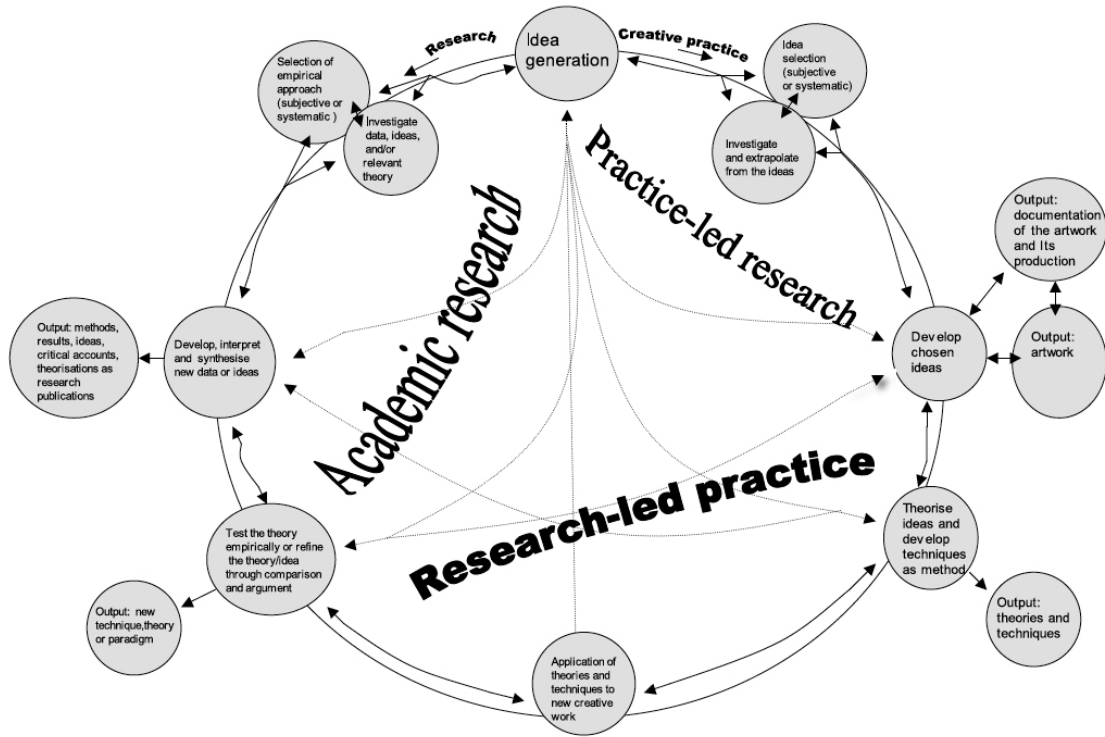 Idea
generation
Research
Creative practice
Selection of
empirical
approach
(subjective or
systematic )
Investigate
data, ideas,
and/or
relevant
theory
Idea
selection
(subjective
or systematic)
Investigate
and extrapolate
from the ideas
Academic research
Practice-led research
Research-led practice
Output:
documentation
of the artwork
and Its
production
Output:
artwork
Develop
chosen
ideas
Output: methods,
results, ideas,
critical accounts,
theorisations as
research
publications
Develop, interpret
and synthesise
new data or ideas
Test the theory
empirically or refine
the theory/idea
through comparison
and argument
Output: new
technique,theory
or paradigm
Theorise
ideas and
develop
techniques
as method
Output:
theories and
techniques
Application of
theories and
techniques to
new creative
work